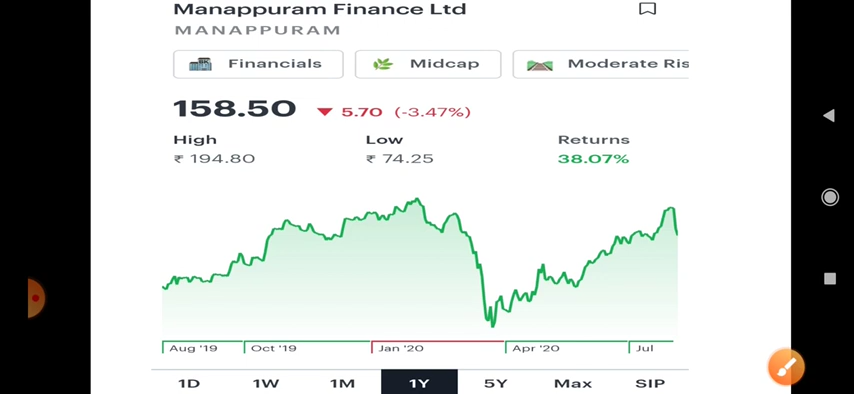 Manappuram Finance Ltd
MANAPPURAM
Financials Midcap Moderate Ris
158.50 ▼ 5.70 (-3.47%)
High Low Returns
₹ 194.80 ₹ 74.25 38.07%
Aug '19 Oct '19 Jan '20 Apr '20 Jul
1D 1W 1M 1Y 5Y Max SIP